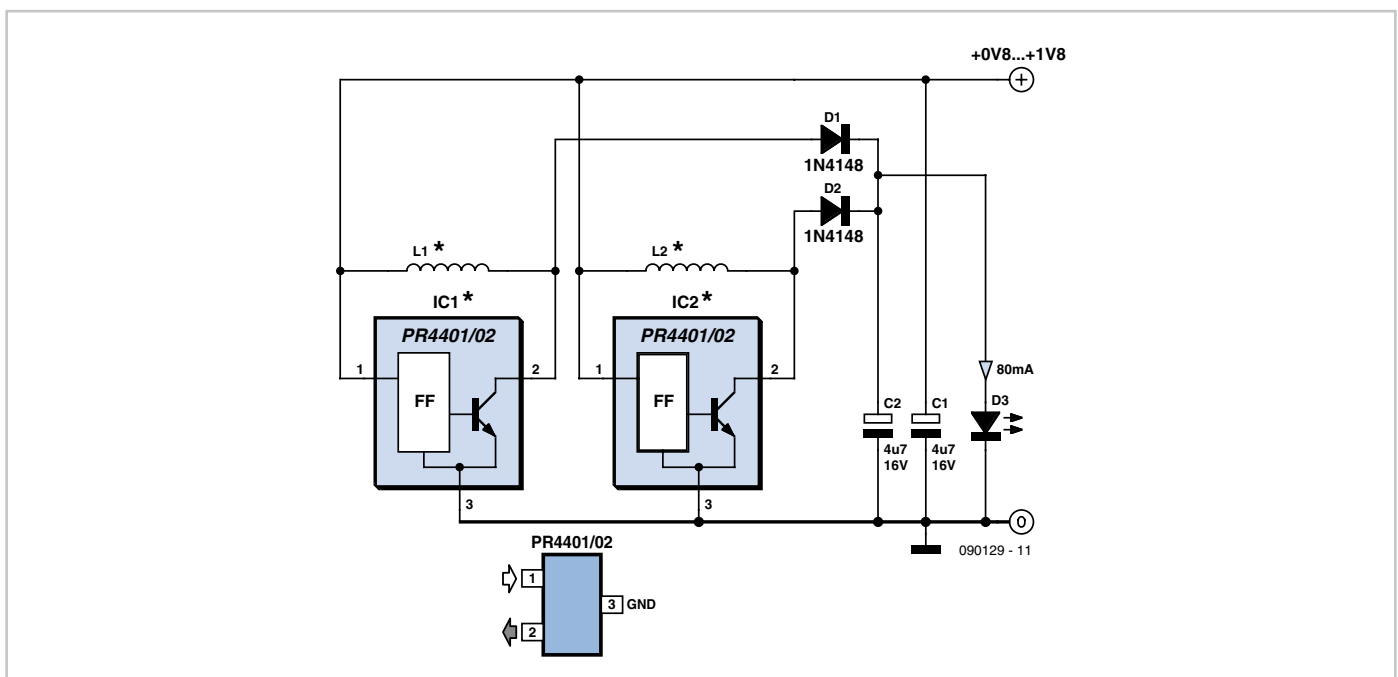 +0V8...+1V8
+
D1
1N4148
D2
1N4148
L1 *
L2 *
IC1 *
IC2 *
PR4401/02
PR4401/02
1
2
1
2
FF
FF
80mA
C2
C1
D3
4u7
4u7
16V
16V
3
3
0
PR4401/02
090129 - 11
1
3 GND
2